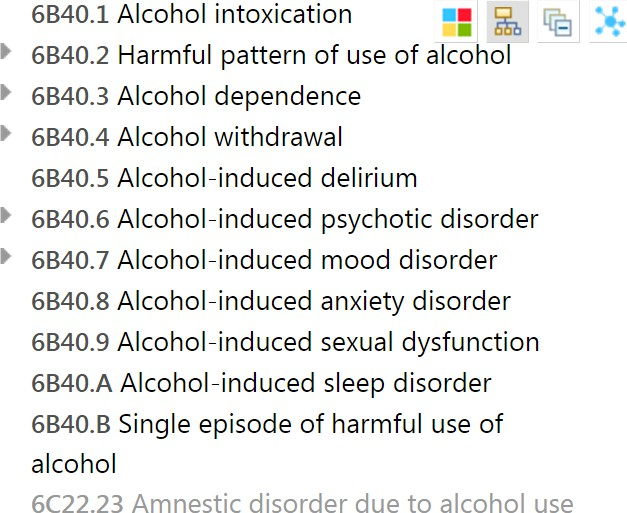 6B40.1 Alcohol intoxication
6B40.2 Harmful pattern of use of alcohol
6B40.3 Alcohol dependence
6B40.4 Alcohol withdrawal
6B40.5 Alcohol-induced delirium
6B40.6 Alcohol-induced psychotic disorder
6B40.7 Alcohol-induced mood disorder
6B40.8 Alcohol-induced anxiety disorder
6B40.9 Alcohol-induced sexual dysfunction
6B40.A Alcohol-induced sleep disorder
6B40.B Single episode of harmful use of
alcohol
6C22.23 Amnestic disorder due to alcohol use